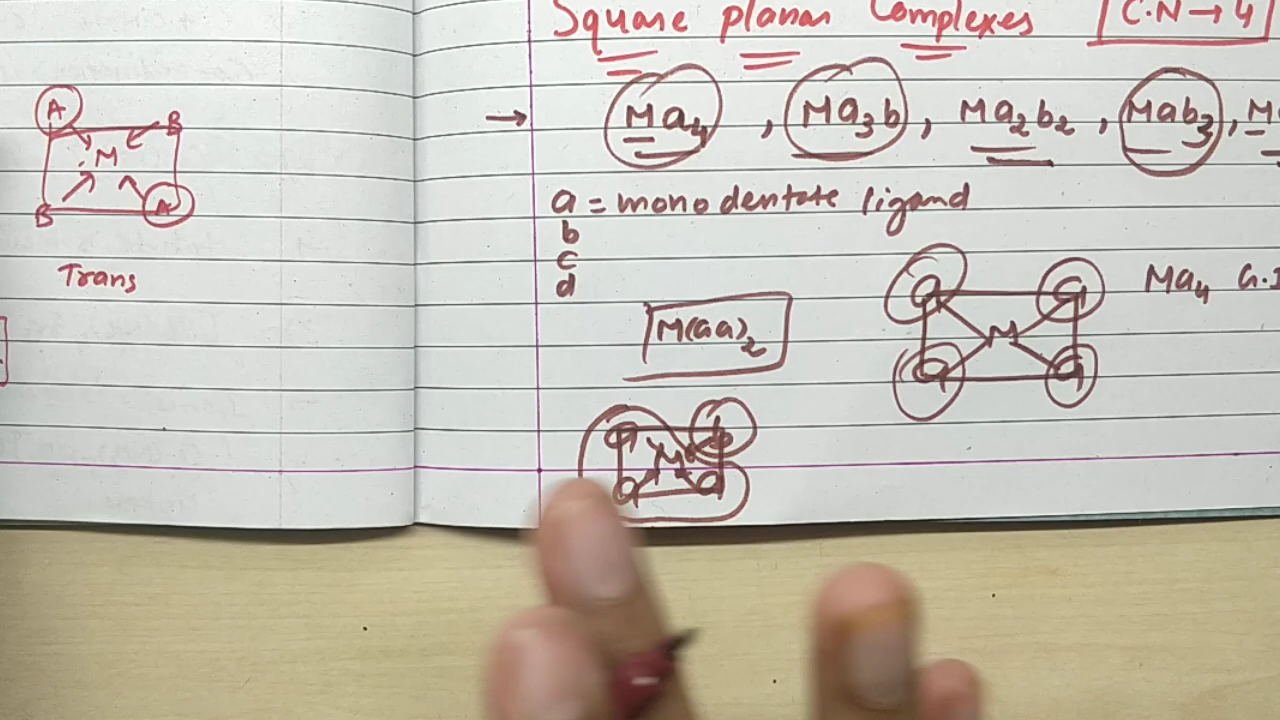 Square planar Complexes C.N→4
→ Ma₄, Ma₃b, Ma₂b₂, Mab₃, M
a = monodentate ligand
b
c
d
A B
M
B A
Trans
a a
M
a a
Ma₄ G.I
M(aa)₂
a b
M
a a